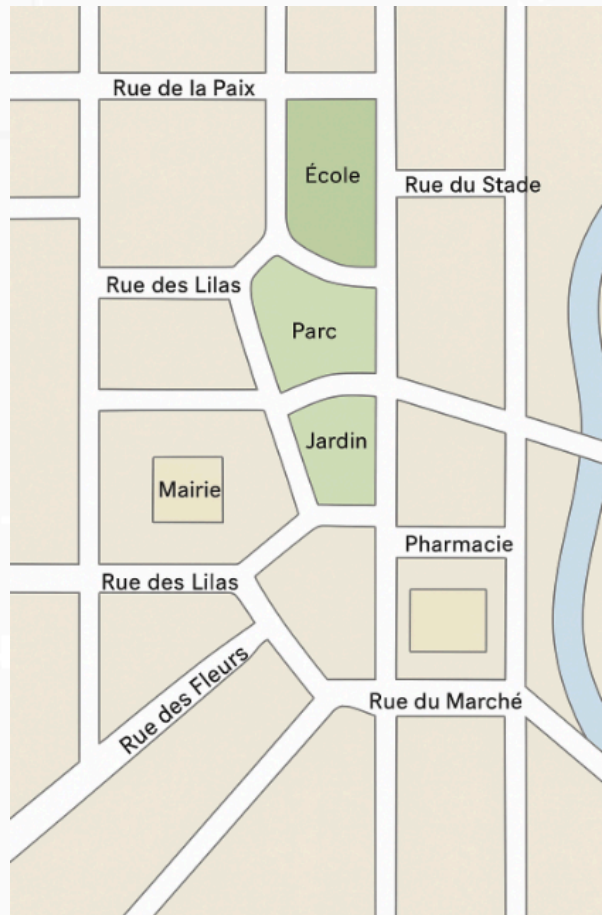 Rue de la Paix
École
Rue du Stade
Rue des Lilas
Parc
Jardin
Mairie
Pharmacie
Rue des Lilas
Rue des Fleurs
Rue du Marché